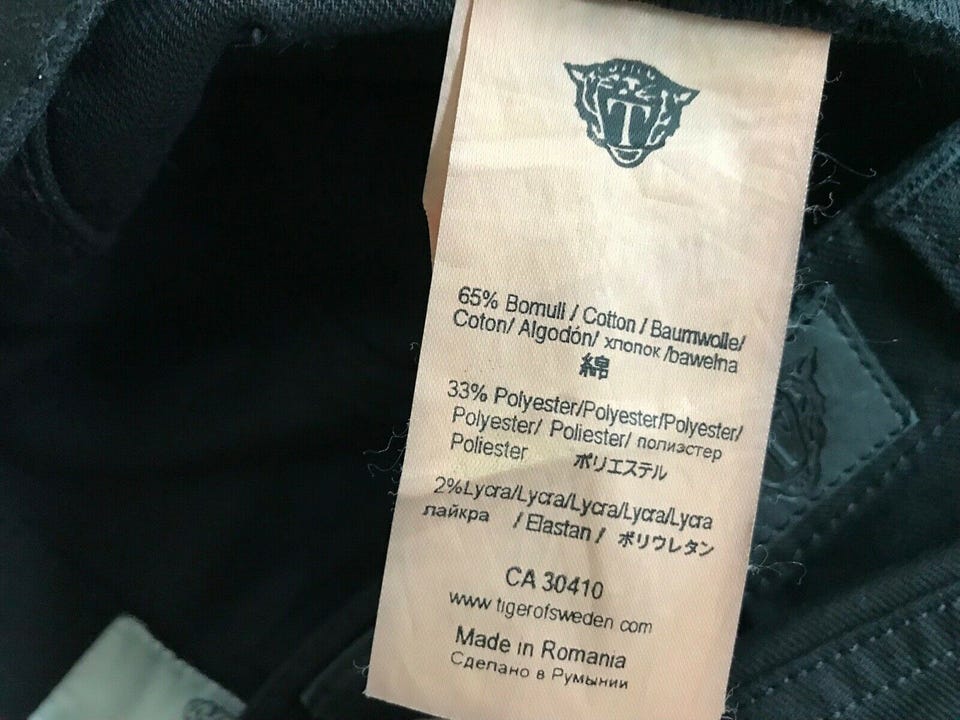 T
65% Bomull / Cotton / Baumwolle/
Coton/ Algodón/ хлопок /bawełna
綿
33% Polyester/Polyester/Polyester/
Polyester/ Poliester/ полиэстер
Poliester ポリエステル
2%Lycra/Lycra/Lycra/Lycra/Lycra
лайкра / Elastan / ポリウレタン
CA 30410
www.tigerofsweden.com
Made in Romania
Сделано в Румынии
T